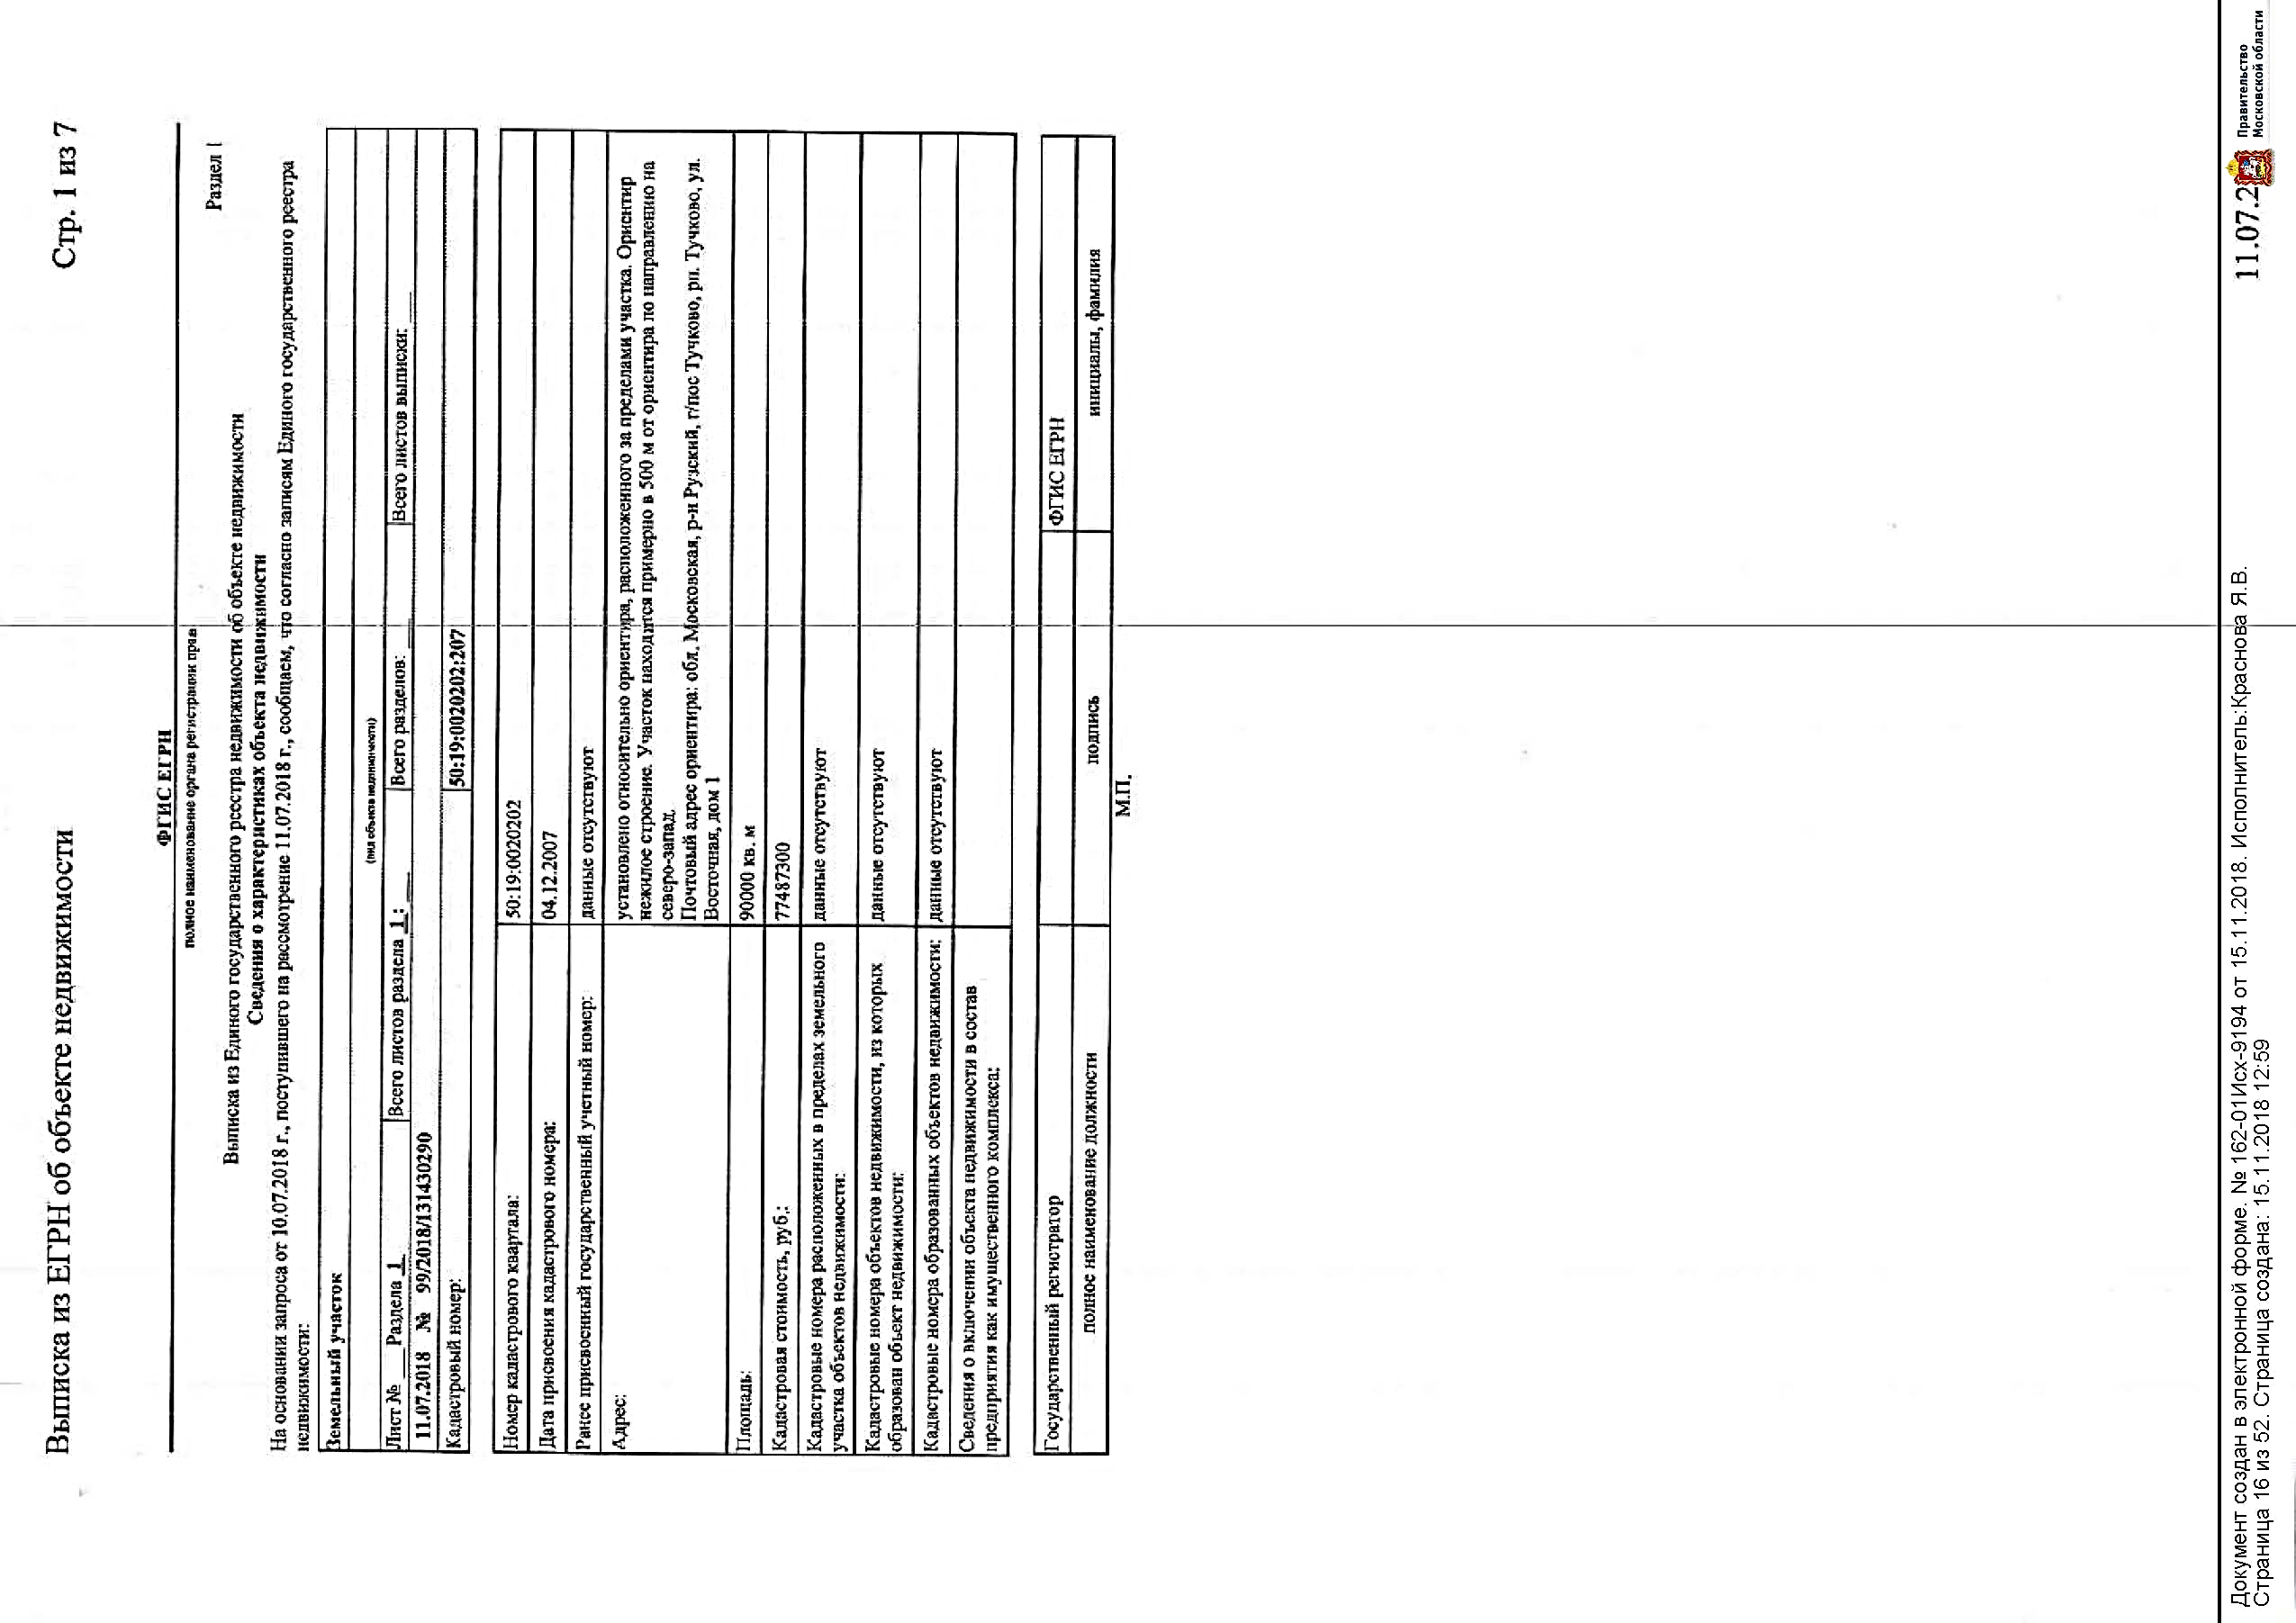 Выписка из ЕГРН об объекте недвижимости Стр. 1 из 7
ФГИС ЕГРН
полное наименование органа регистрации прав
Раздел 1
Выписка из Единого государственного реестра недвижимости об объекте недвижимости
Сведения о характеристиках объекта недвижимости
На основании запроса от 10.07.2018 г., поступившего на рассмотрение 11.07.2018 г., сообщаем, что согласно записям Единого государственного реестра
недвижимости:
Земельный участок
(вид объекта недвижимости)
Лист № ___ Раздела 1 Всего листов раздела 1 : ___ Всего разделов: ___ Всего листов выписки: ___
11.07.2018 № 99/2018/131430290
Кадастровый номер: 50:19:0020202:207
Номер кадастрового квартала: 50:19:0020202
Дата присвоения кадастрового номера: 04.12.2007
Ранее присвоенный государственный учетный номер: данные отсутствуют
Адрес: установлено относительно ориентира, расположенного за пределами участка. Ориентир
нежилое строение. Участок находится примерно в 500 м от ориентира по направлению на
северо-запад.
Почтовый адрес ориентира: обл. Московская, р-н Рузский, г/пос Тучково, рп. Тучково, ул.
Восточная, дом 1
Площадь: 90000 кв. м
Кадастровая стоимость, руб.: 77487300
Кадастровые номера расположенных в пределах земельного
участка объектов недвижимости: данные отсутствуют
Кадастровые номера объектов недвижимости, из которых
образован объект недвижимости: данные отсутствуют
Кадастровые номера образованных объектов недвижимости: данные отсутствуют
Сведения о включении объекта недвижимости в состав
предприятия как имущественного комплекса:
Государственный регистратор ФГИС ЕГРН
полное наименование должности подпись инициалы, фамилия
М.П.
11.07.2
Правительство
Московской области
Документ создан в электронной форме. № 162-01Исх-9194 от 15.11.2018. Исполнитель:Краснова Я.В.
Страница 16 из 52. Страница создана: 15.11.2018 12:59